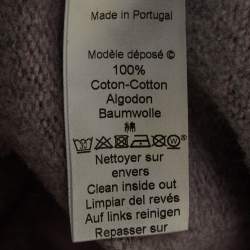 Made in Portugal
Modèle déposé ©
100%
Coton-Cotton
Algodon
Baumwolle
棉
Nettoyer sur
envers
Clean inside out
Limpiar del revés
Auf links reinigen
Repasser sur